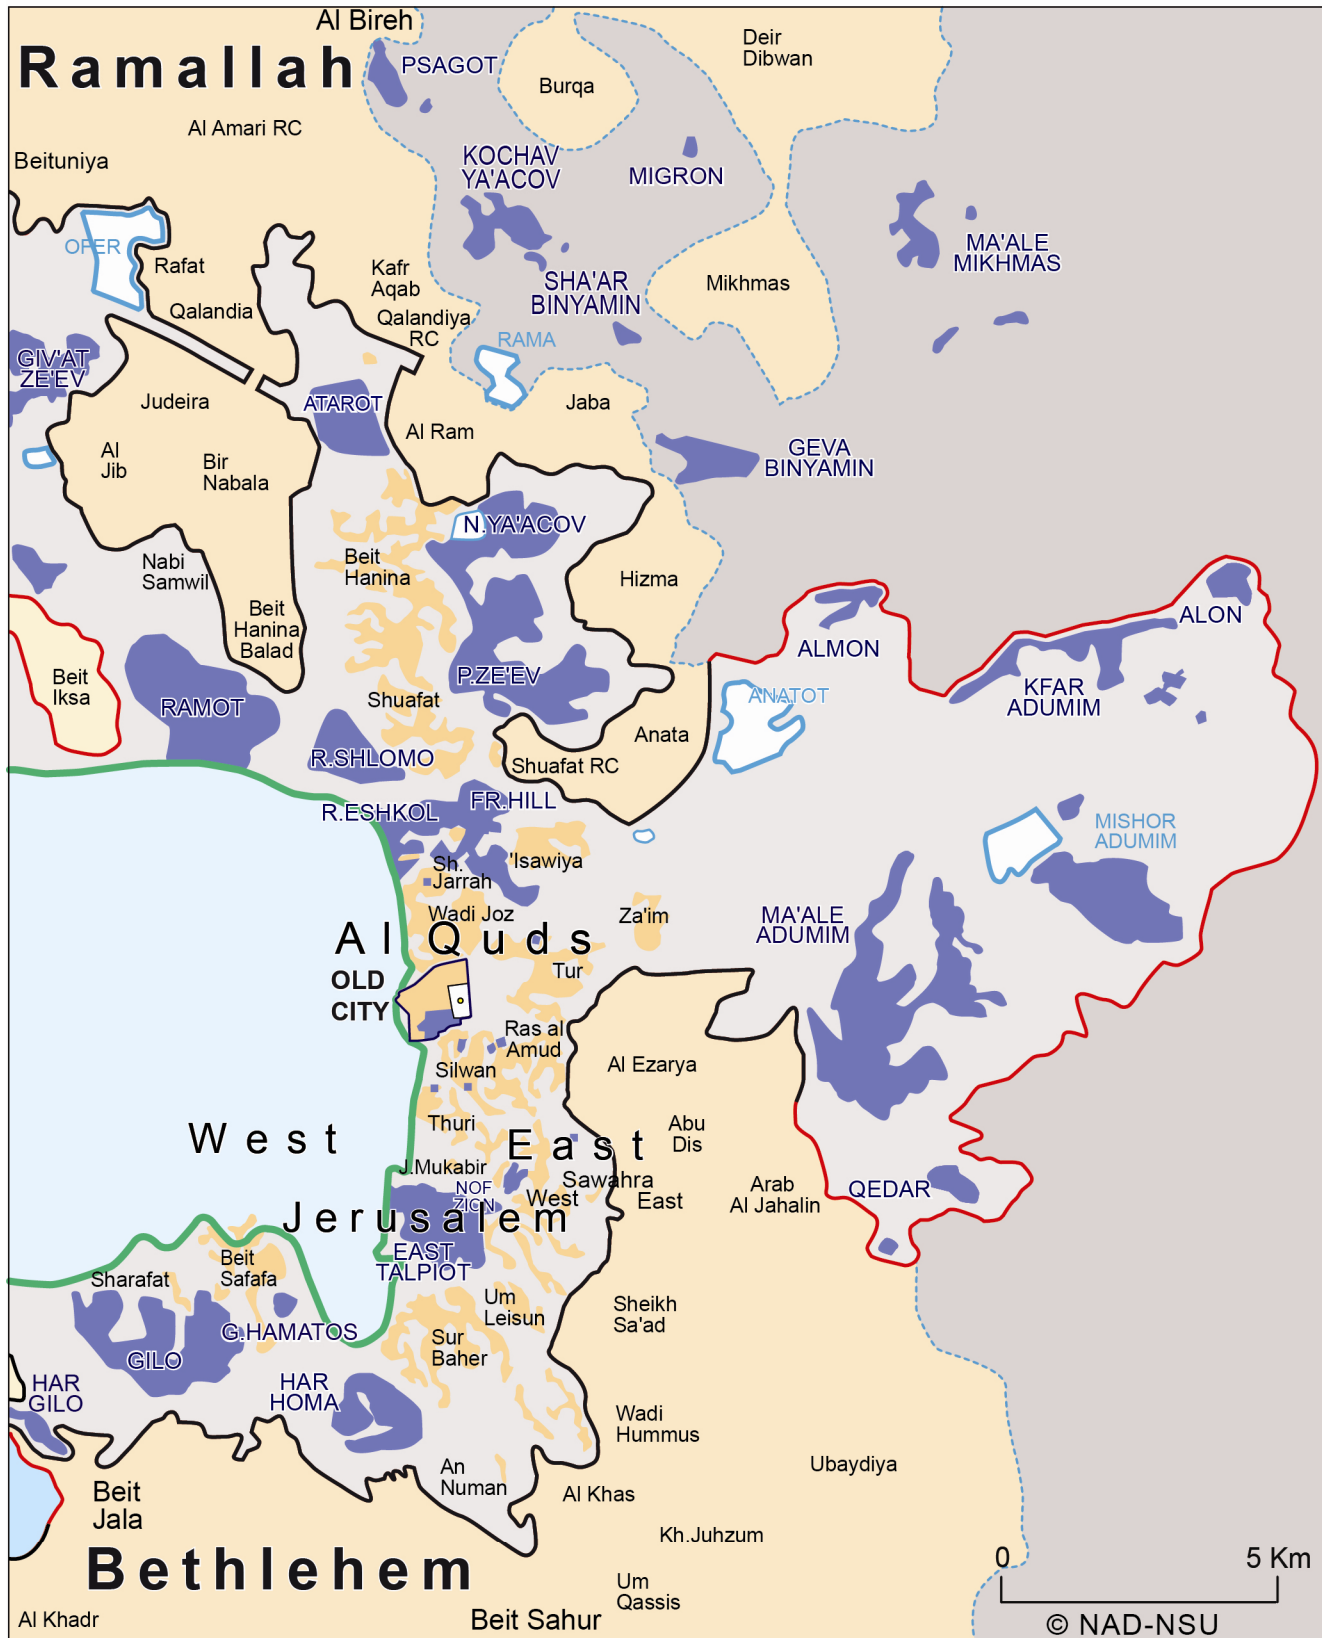 Al Bireh
Ramallah
PSAGOT
Deir
Dibwan
Burqa
Al Amari RC
Beituniya
KOCHAV
YA'ACOV
MIGRON
OFER
Rafat
Kafr
Aqab
MA'ALE
MIKHMAS
SHA'AR
BINYAMIN
Mikhmas
Qalandia
Qalandiya
RC
RAMA
GIV'AT
ZE'EV
Judeira
ATAROT
Jaba
Al Ram
Al
Jib
Bir
Nabala
GEVA
BINYAMIN
N.YA'ACOV
Nabi
Samwil
Beit
Hanina
Hizma
Beit
Hanina
Balad
ALON
ALMON
Beit
Iksa
RAMOT
P.ZE'EV
Shuafat
ANATOT
KFAR
ADUMIM
Anata
R.SHLOMO
Shuafat RC
R.ESHKOL
FR.HILL
MISHOR
ADUMIM
Sh.
Jarrah
'Isawiya
Wadi Joz
Za'im
MA'ALE
ADUMIM
Al Quds
OLD
CITY
Tur
Ras al
Amud
Silwan
Al Ezarya
Thuri
Abu
Dis
West
East
J.Mukabir
NOF
ZION
Sawahra
West
East
Arab
Al Jahalin
QEDAR
Jerusalem
EAST
TALPIOT
Sharafat
Beit
Safafa
Um
Leisun
Sheikh
Sa'ad
G.HAMATOS
GILO
Sur
Baher
HAR
GILO
HAR
HOMA
Wadi
Hummus
An
Numan
Ubaydiya
Al Khas
Beit
Jala
Kh.Juhzum
Bethlehem
0
5 Km
Um
Qassis
Al Khadr
Beit Sahur
© NAD-NSU